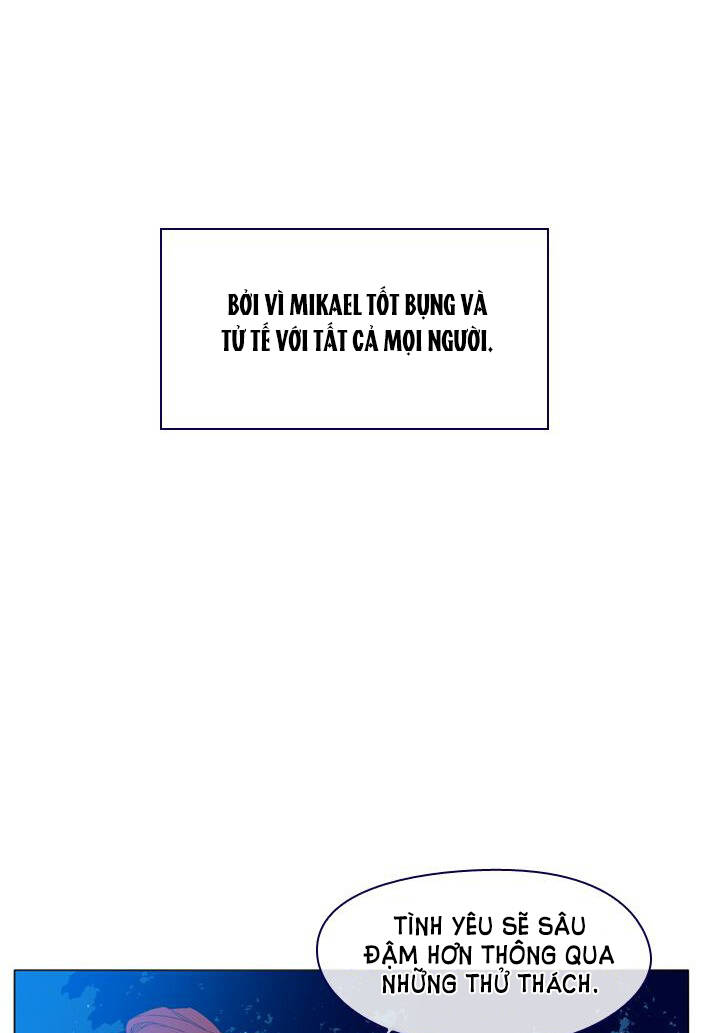 BỞI VÌ MIKAEL TỐT BỤNG VÀ
TỬ TẾ VỚI TẤT CẢ MỌI NGƯỜI.
TÌNH YÊU SẼ SÂU
ĐẬM HƠN THÔNG QUA
NHỮNG THỬ THÁCH.